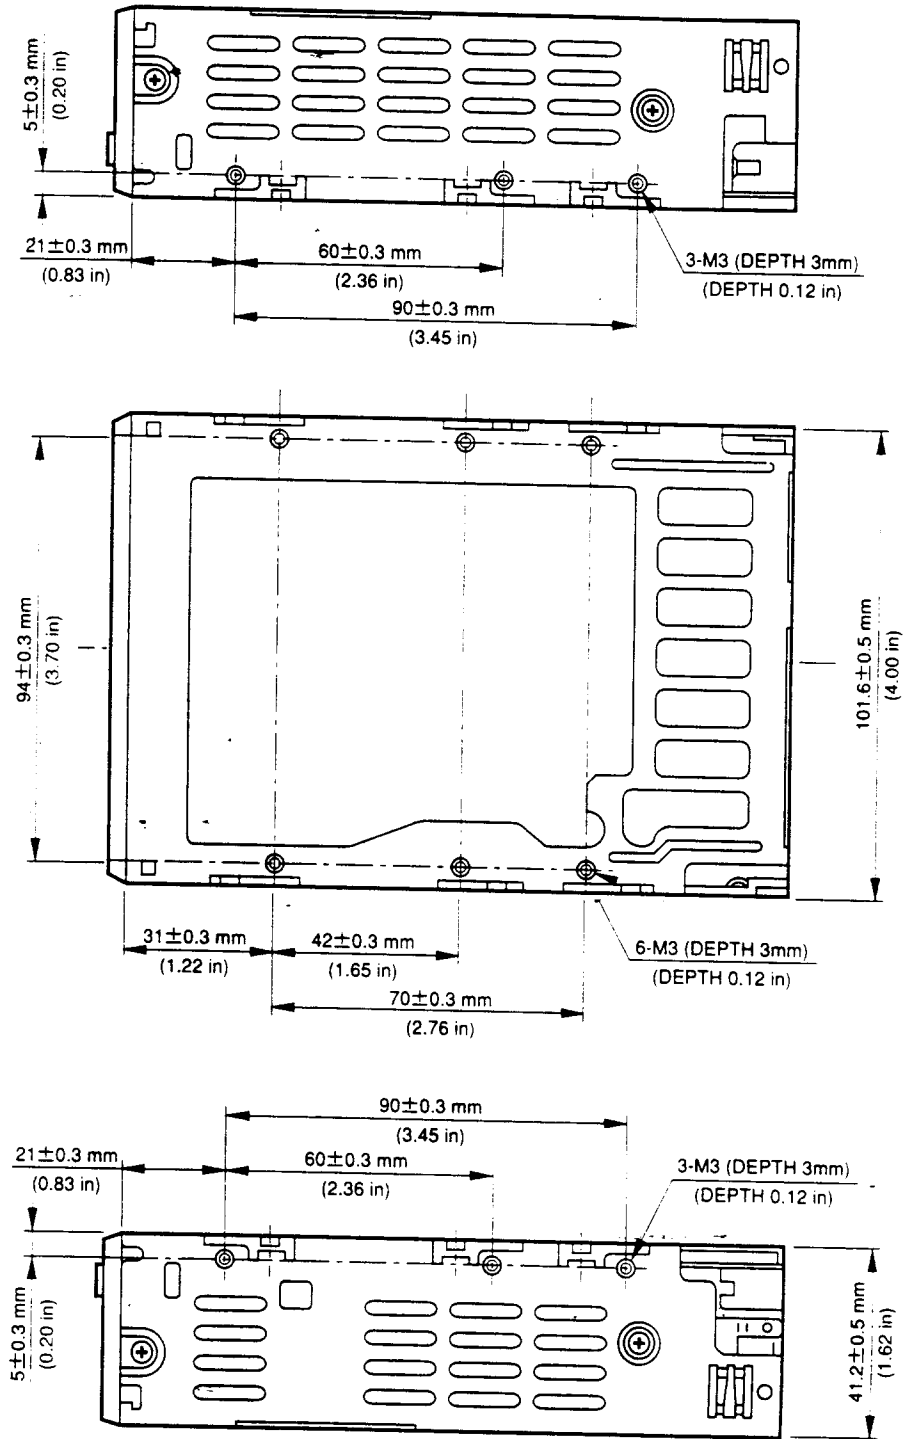 5±0.3 mm
(0.20 in)
21±0.3 mm
(0.83 in)
60±0.3 mm
(2.36 in)
90±0.3 mm
(3.45 in)
3-M3 (DEPTH 3mm)
(DEPTH 0.12 in)
94±0.3 mm
(3.70 in)
101.6±0.5 mm
(4.00 in)
31±0.3 mm
(1.22 in)
42±0.3 mm
(1.65 in)
70±0.3 mm
(2.76 in)
6-M3 (DEPTH 3mm)
(DEPTH 0.12 in)
90±0.3 mm
(3.45 in)
21±0.3 mm
(0.83 in)
60±0.3 mm
(2.36 in)
3-M3 (DEPTH 3mm)
(DEPTH 0.12 in)
5±0.3 mm
(0.20 in)
41.2±0.5 mm
(1.62 in)